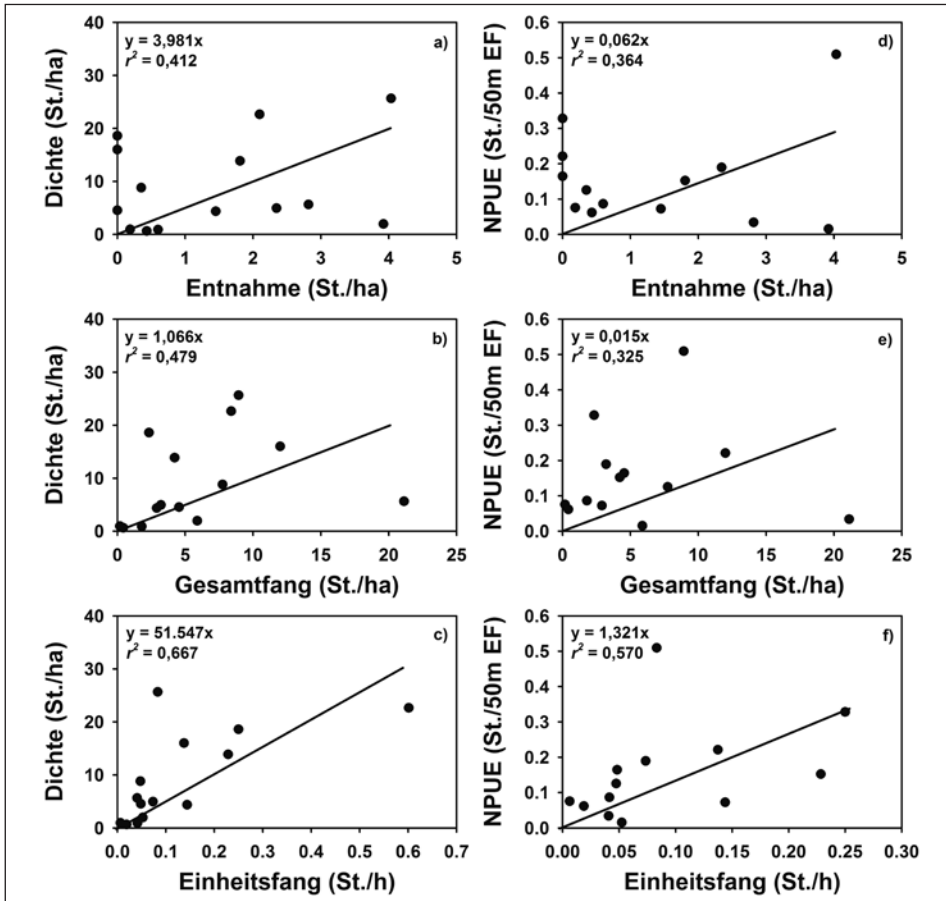 y = 3,981x
r² = 0,412
a)
40
30
20
10
0
0 1 2 3 4 5
Dichte (St./ha)
Entnahme (St./ha)
y = 0,062x
r² = 0,364
d)
0.6
0.5
0.4
0.3
0.2
0.1
0.0
0 1 2 3 4 5
NPUE (St./50m EF)
Entnahme (St./ha)
y = 1,066x
r² = 0,479
b)
40
30
20
10
0
0 5 10 15 20 25
Dichte (St./ha)
Gesamtfang (St./ha)
y = 0,015x
r² = 0,325
e)
0.6
0.5
0.4
0.3
0.2
0.1
0.0
0 5 10 15 20 25
NPUE (St./50m EF)
Gesamtfang (St./ha)
y = 51.547x
r² = 0,667
c)
40
30
20
10
0
0.0 0.1 0.2 0.3 0.4 0.5 0.6 0.7
Dichte (St./ha)
Einheitsfang (St./h)
y = 1,321x
r² = 0,570
f)
0.6
0.5
0.4
0.3
0.2
0.1
0.0
0.00 0.05 0.10 0.15 0.20 0.25 0.30
NPUE (St./50m EF)
Einheitsfang (St./h)